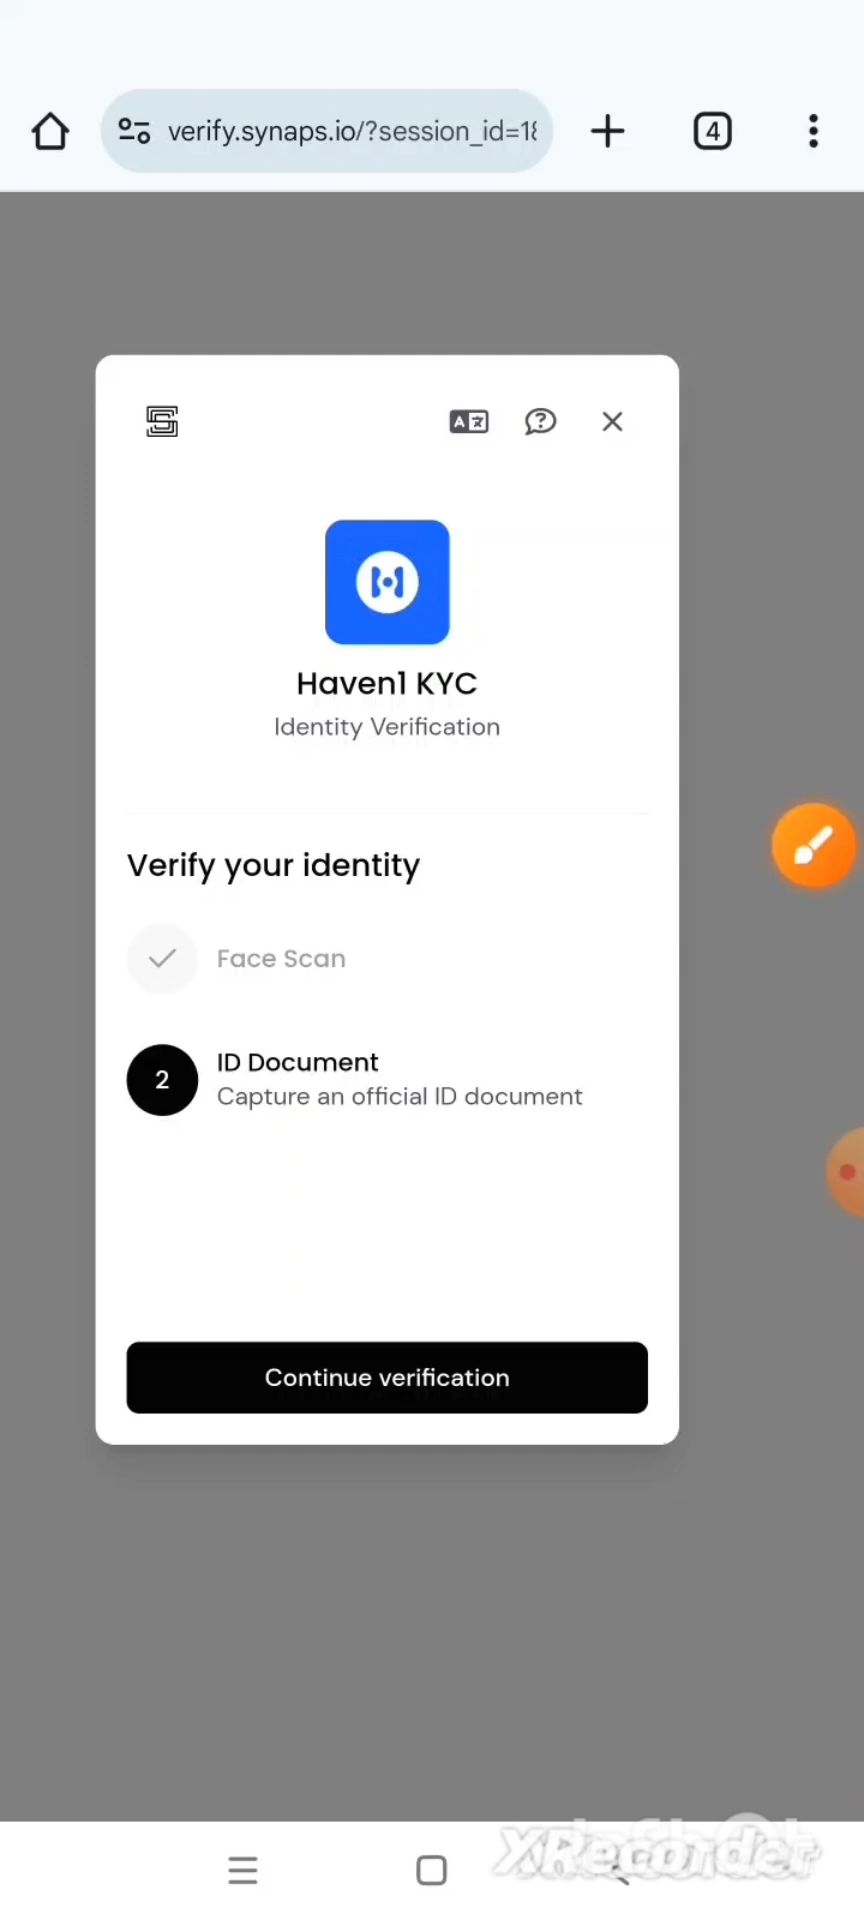 verify.synaps.io/?session_id=18
4
Haven1 KYC
Identity Verification
Verify your identity
Face Scan
2
ID Document
Capture an official ID document
Continue verification
XRecorder